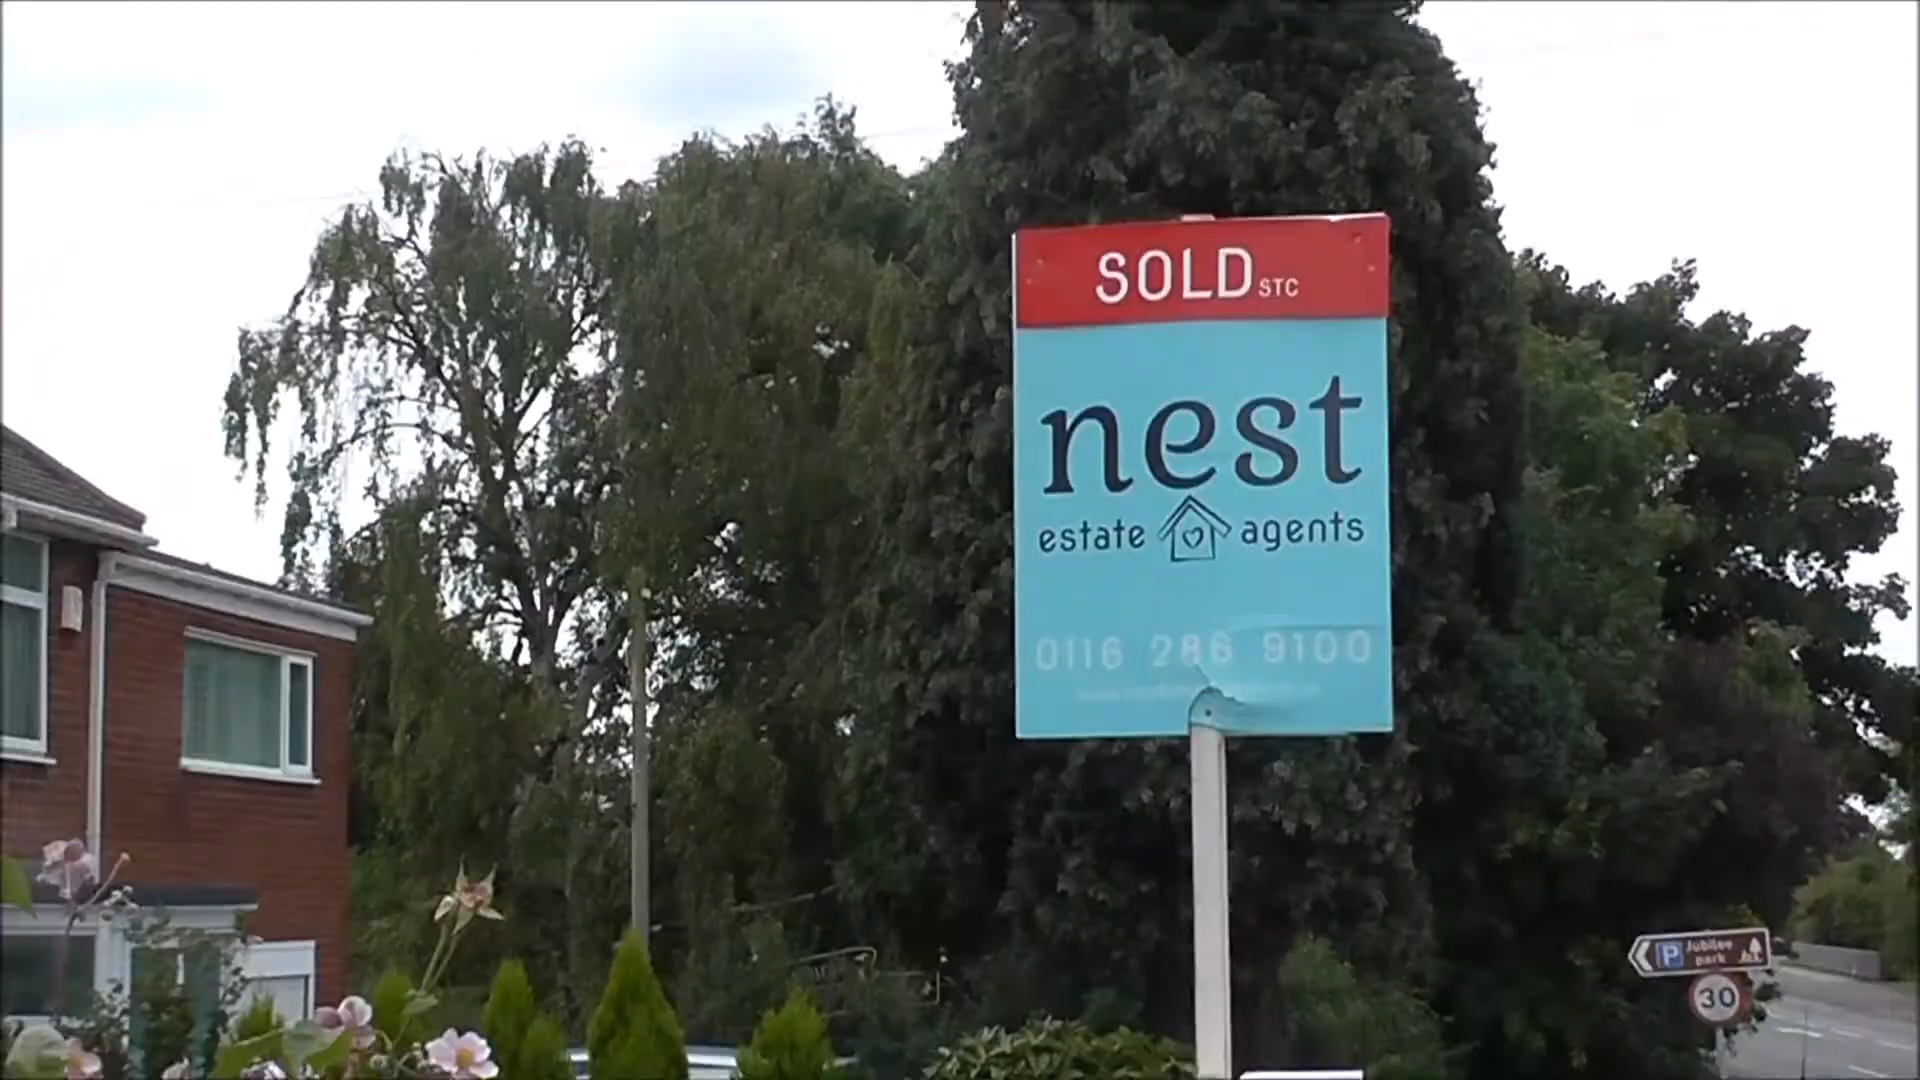 SOLD STC
nest
estate agents
0116 286 9100
P Jubilee
park
30